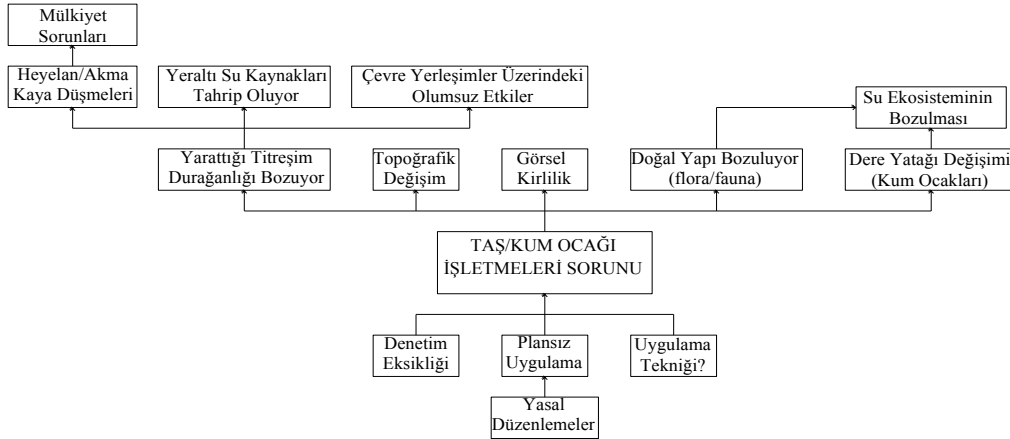 Mülkiyet
Sorunları
Heyelan/Akma
Kaya Düşmeleri
Yeraltı Su Kaynakları
Tahrip Oluyor
Çevre Yerleşimler Üzerindeki
Olumsuz Etkiler
Su Ekosisteminin
Bozulması
Yarattığı Titreşim
Durağanlığı Bozuyor
Topoğrafik
Değişim
Görsel
Kirlilik
Doğal Yapı Bozuluyor
(flora/fauna)
Dere Yatağı Değişimi
(Kum Ocakları)
TAŞ/KUM OCAĞI
İŞLETMELERİ SORUNU
Denetim
Eksikliği
Plansız
Uygulama
Uygulama
Tekniği?
Yasal
Düzenlemeler